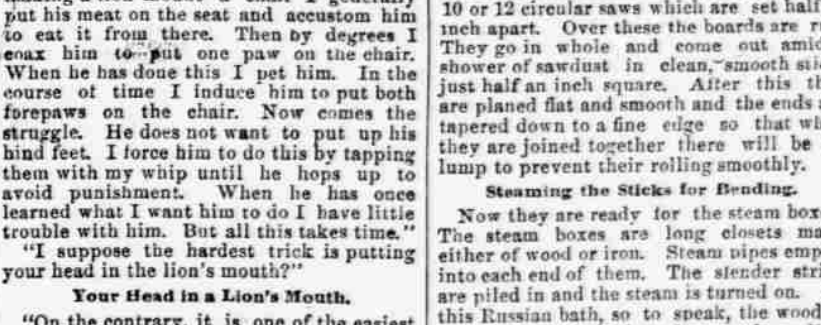 put his meat on the seat and accustom him
to eat it from there. Then by degrees I
coax him to put one paw on the chair.
When he has done this I pet him. In the
course of time I induce him to put both
forepaws on the chair. Now comes the
struggle. He does not want to put up his
hind feet. I force him to do this by tapping
them with my whip until he hops up to
avoid punishment. When he has once
learned what I want him to do I have little
trouble with him. But all this takes time."
"I suppose the hardest trick is putting
your head in the lion's mouth?"
Your Head in a Lion's Mouth.
"On the contrary, it is one of the easiest
10 or 12 circular saws which are set half
inch apart. Over these the boards are
They go in whole and come out
shower of sawdust in clean, smooth
just half an inch square. After this
are planed flat and smooth and the ends
tapered down to a fine edge so that
they are joined together there will be
lump to prevent their rolling smoothly.
Steaming the Sticks for Bending.
Now they are ready for the steam
The steam boxes are long closets
either of wood or iron. Steam pipes
into each end of them. The slender
are piled in and the steam is turned on.
this Russian bath, so to speak, the wood